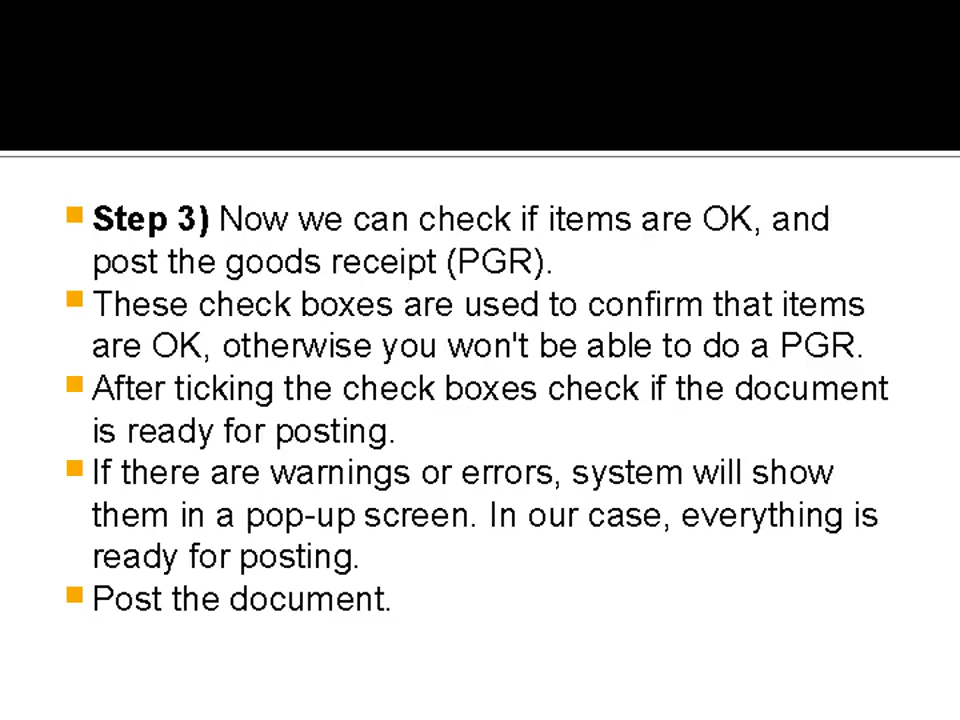 Step 3) Now we can check if items are OK, and
post the goods receipt (PGR).
These check boxes are used to confirm that items
are OK, otherwise you won't be able to do a PGR.
After ticking the check boxes check if the document
is ready for posting.
If there are warnings or errors, system will show
them in a pop-up screen. In our case, everything is
ready for posting.
Post the document.